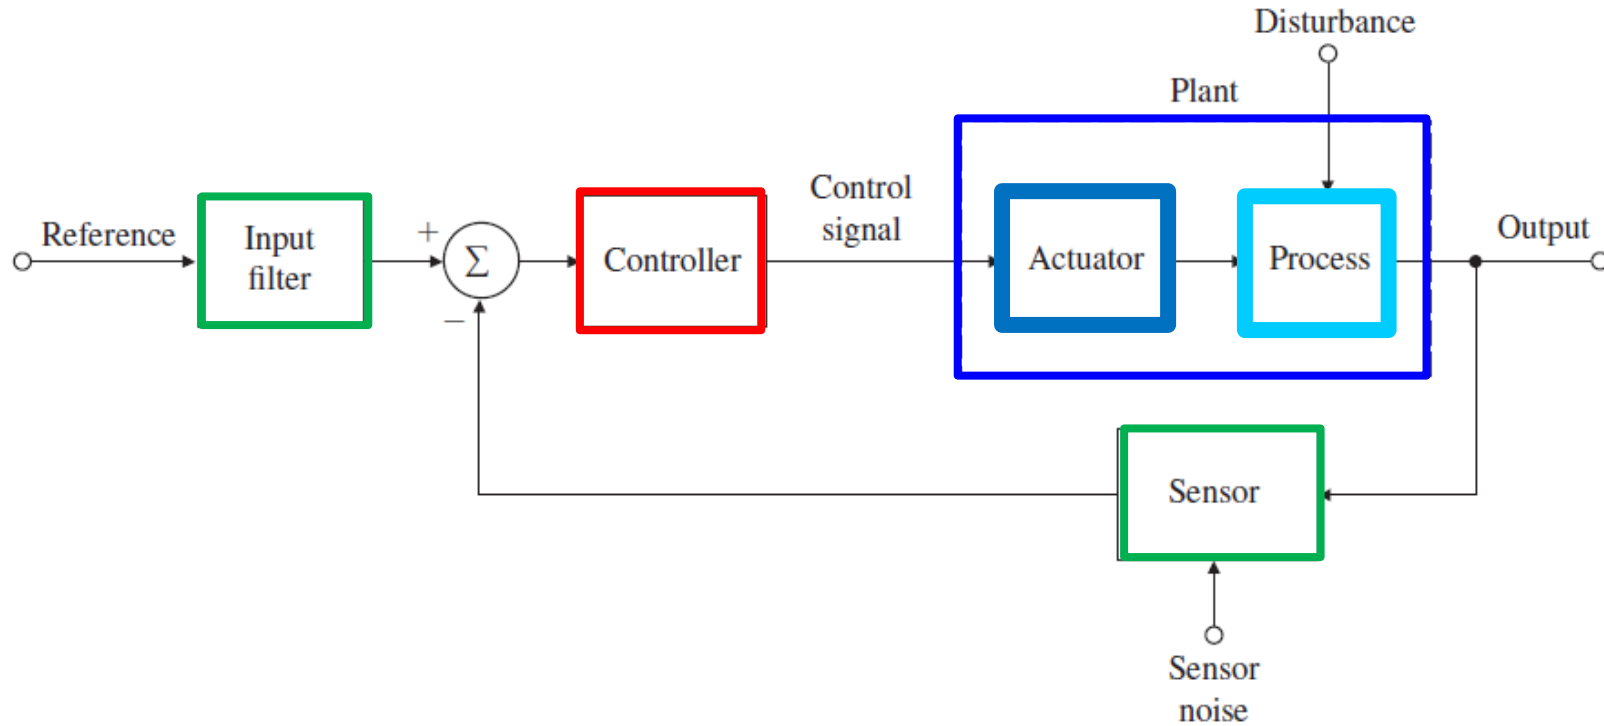 Disturbance
Plant
Control
signal
Reference
Input
filter
+
Σ
−
Controller
Actuator
Process
Output
Sensor
Sensor
noise